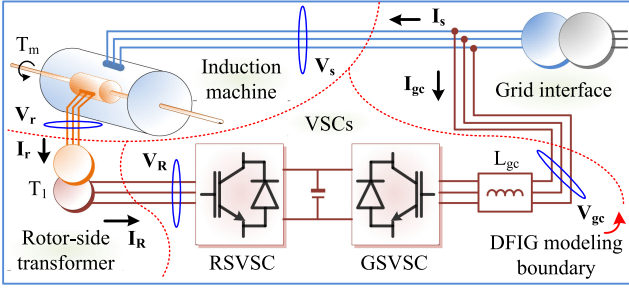 I_s
T_m
V_s
Induction
machine
I_gc
Grid interface
V_r
VSCs
I_r
V_R
L_gc
T_1
I_R
V_gc
Rotor-side
transformer
RSVSC
GSVSC
DFIG modeling
boundary